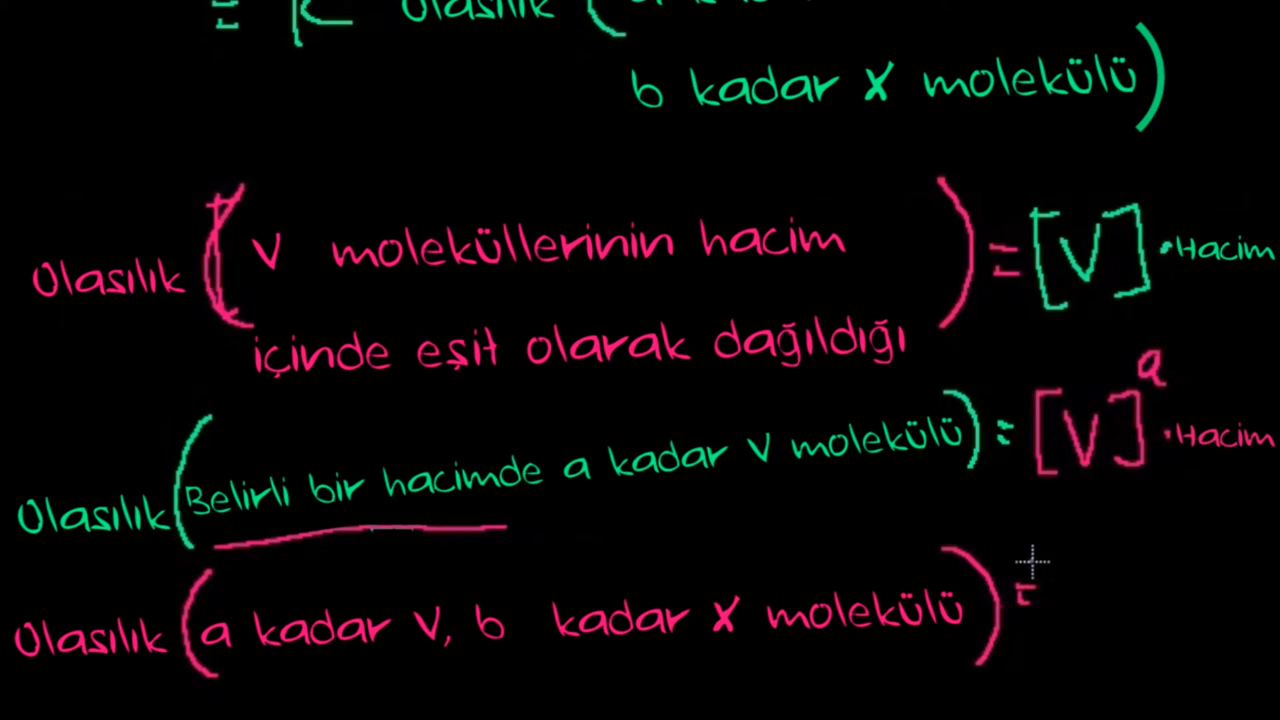 = K Olasılık (
b kadar X molekülü)
Olasılık ( V moleküllerinin hacim
içinde eşit olarak dağıldığı ) = [V] · Hacim
Olasılık (Belirli bir hacimde a kadar V molekülü) = [V]ᵃ · Hacim
Olasılık (a kadar V, b kadar X molekülü) =